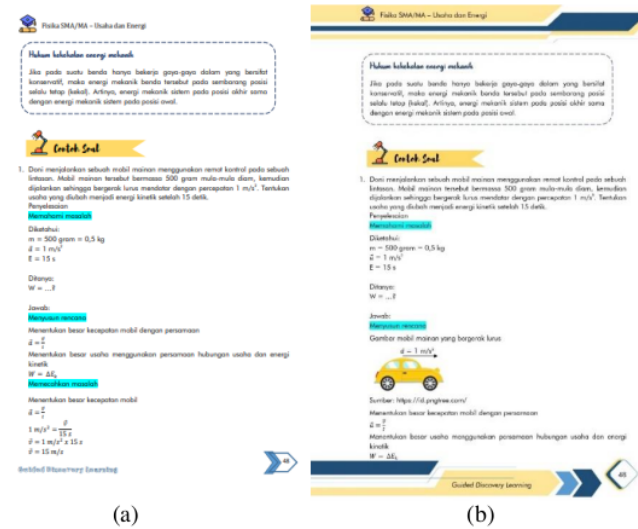 Fisika SMA/MA – Usaha dan Energi
Hukum kekekalan energi mekanik
Jika pada suatu benda hanya bekerja gaya-gaya dalam yang bersifat
konservatif, maka energi mekanik benda tersebut pada sembarang posisi
selalu tetap (kekal). Artinya, energi mekanik sistem pada posisi akhir sama
dengan energi mekanik sistem pada posisi awal.
Contoh Soal
1. Doni menjalankan sebuah mobil mainan menggunakan remot kontrol pada sebuah
lintasan. Mobil mainan tersebut bermassa 500 gram mula-mula diam, kemudian
dijalankan sehingga bergerak lurus mendatar dengan percepatan 1 m/s². Tentukan
usaha yang diubah menjadi energi kinetik setelah 15 detik.
Penyelesaian
Memahami masalah
Diketahui:
m = 500 gram = 0,5 kg
a⃗ = 1 m/s²
E = 15 s
Ditanya:
W = ...?
Jawab:
Menyusun rencana
Menentukan besar kecepatan mobil dengan persamaan
a⃗ = v⃗/t
Menentukan besar usaha menggunakan persamaan hubungan usaha dan energi
kinetik
W = ΔEₖ
Memecahkan masalah
Menentukan besar kecepatan mobil
a⃗ = v⃗/t
1 m/s² = v⃗/15 s
v⃗ = 1 m/s² x 15 s
v⃗ = 15 m/s
Guided Discovery Learning
48
(a)
Fisika SMA/MA – Usaha dan Energi
Hukum kekekalan energi mekanik
Jika pada suatu benda hanya bekerja gaya-gaya dalam yang bersifat
konservatif, maka energi mekanik benda tersebut pada sembarang posisi
selalu tetap (kekal). Artinya, energi mekanik sistem pada posisi akhir sama
dengan energi mekanik sistem pada posisi awal.
Contoh Soal
1. Doni menjalankan sebuah mobil mainan menggunakan remot kontrol pada sebuah
lintasan. Mobil mainan tersebut bermassa 500 gram mula-mula diam, kemudian
dijalankan sehingga bergerak lurus mendatar dengan percepatan 1 m/s². Tentukan
usaha yang diubah menjadi energi kinetik setelah 15 detik.
Penyelesaian
Memahami masalah
Diketahui:
m = 500 gram = 0,5 kg
a⃗ = 1 m/s²
E = 15 s
Ditanya:
W = ...?
Jawab:
Menyusun rencana
Gambar mobil mainan yang bergerak lurus
a⃗ = 1 m/s²
Sumber: https://id.pngtree.com/
Menentukan besar kecepatan mobil dengan persamaan
a⃗ = v⃗/t
Menentukan besar usaha menggunakan persamaan hubungan usaha dan energi
kinetik
W = ΔEₖ
Guided Discovery Learning
48
(b)